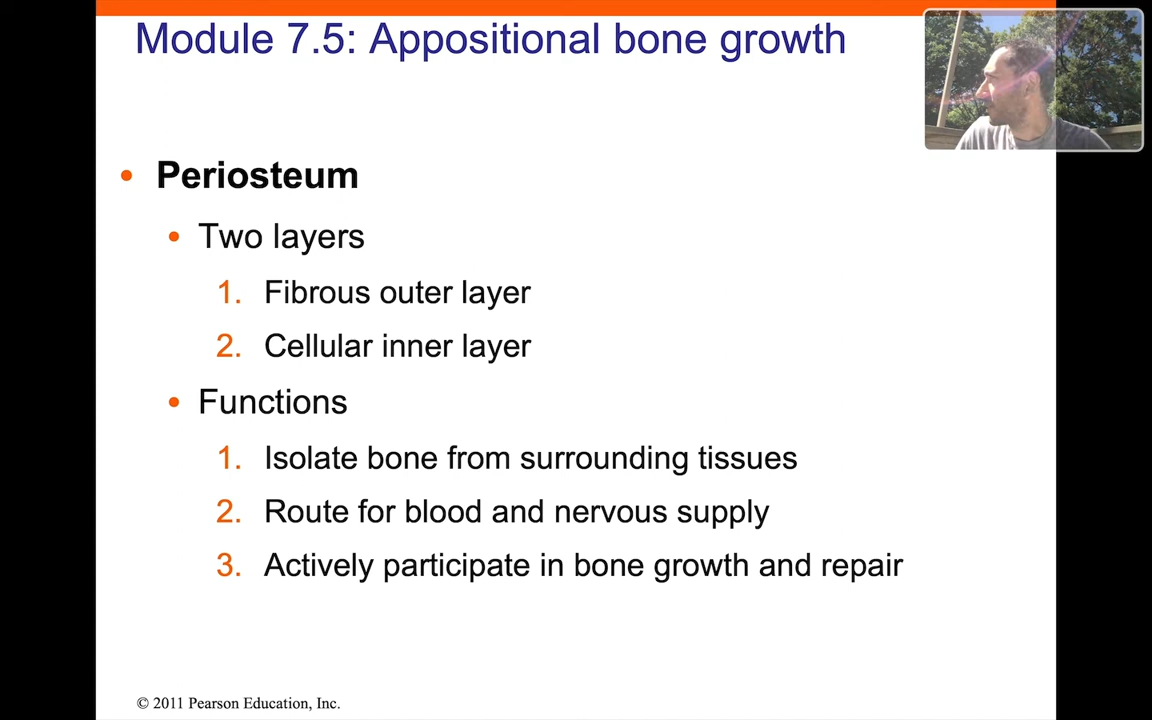 Module 7.5: Appositional bone growth
• Periosteum
• Two layers
1. Fibrous outer layer
2. Cellular inner layer
• Functions
1. Isolate bone from surrounding tissues
2. Route for blood and nervous supply
3. Actively participate in bone growth and repair
© 2011 Pearson Education, Inc.